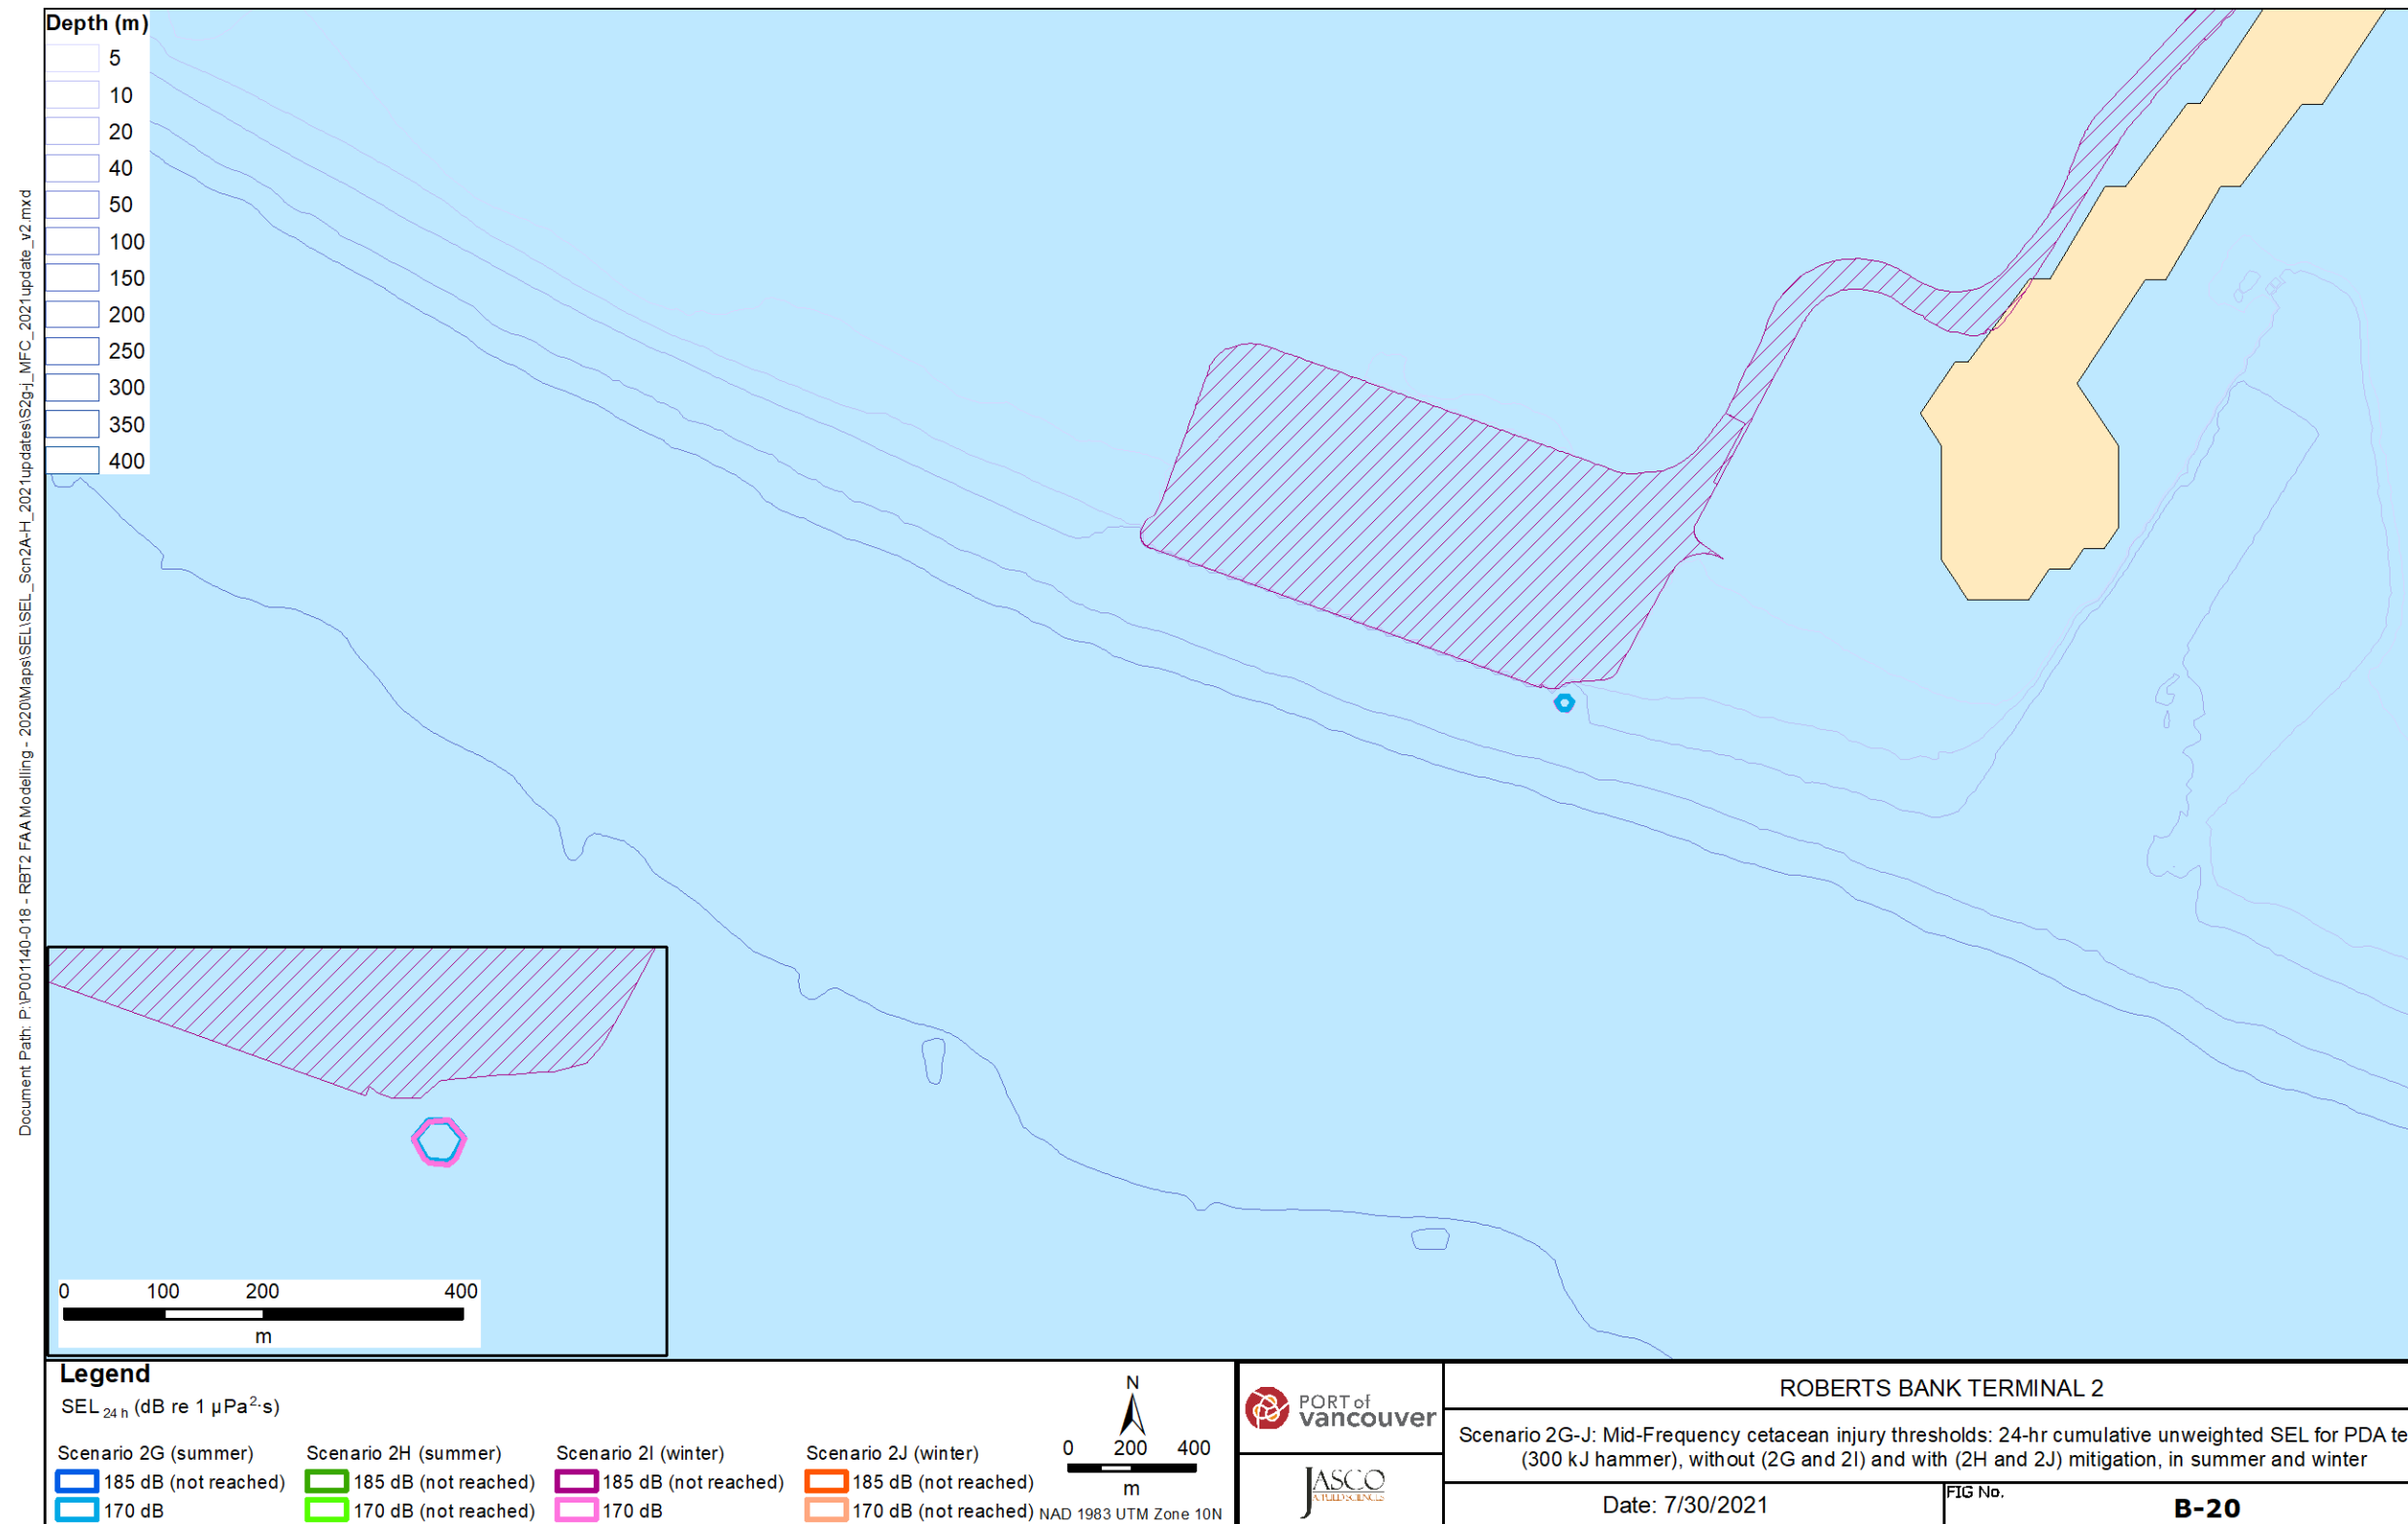 Depth (m)
5
10
20
40
50
100
150
200
250
300
350
400
Document Path: P:\P001140-018 - RBT2 FAA Modelling - 2020\Maps\SEL\SEL_Scn2A-H_2021updates\S2g-j_MFC_2021update_v2.mxd
0 100 200 400
m
Legend
SEL 24 h (dB re 1 µPa²·s)
Scenario 2G (summer)
185 dB (not reached)
170 dB
Scenario 2H (summer)
185 dB (not reached)
170 dB (not reached)
Scenario 2I (winter)
185 dB (not reached)
170 dB
Scenario 2J (winter)
185 dB (not reached)
170 dB (not reached)
N
0 200 400
m
NAD 1983 UTM Zone 10N
PORT of
vancouver
JASCO
APPLIED SCIENCES
ROBERTS BANK TERMINAL 2
Scenario 2G-J: Mid-Frequency cetacean injury thresholds: 24-hr cumulative unweighted SEL for PDA te
(300 kJ hammer), without (2G and 2I) and with (2H and 2J) mitigation, in summer and winter
Date: 7/30/2021
FIG No.
B-20